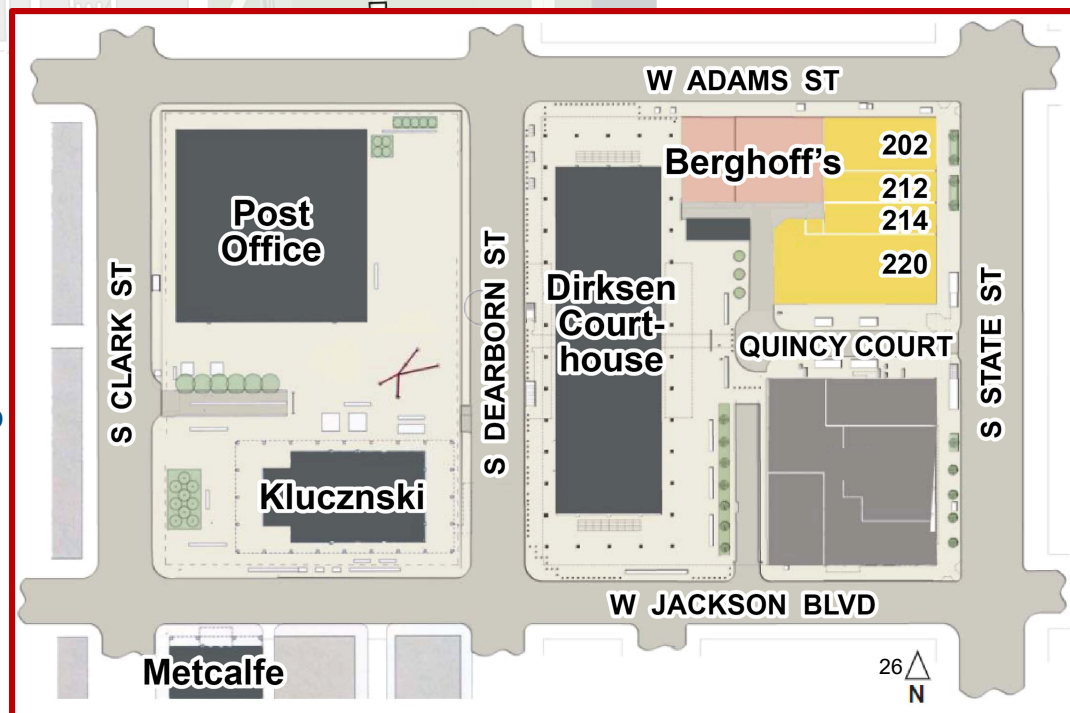 W ADAMS ST
Post
Office
Berghoff's
202
212
214
220
S CLARK ST
S DEARBORN ST
Dirksen
Court-
house
QUINCY COURT
S STATE ST
Klucznski
W JACKSON BLVD
Metcalfe
26
N